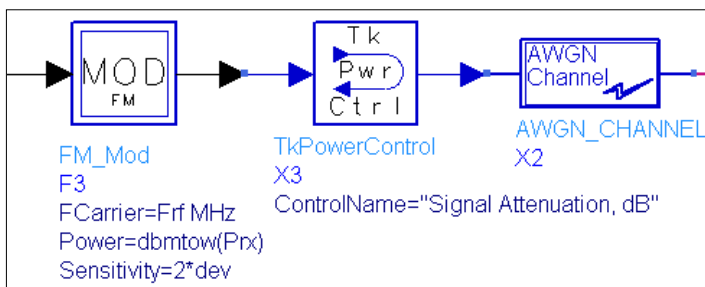 MOD
FM
FM_Mod
F3
FCarrier=Frf MHz
Power=dbmtow(Prx)
Sensitivity=2*dev
Tk
Pwr
Ctrl
TkPowerControl
X3
ControlName="Signal Attenuation, dB"
AWGN
Channel
AWGN_CHANNEL
X2